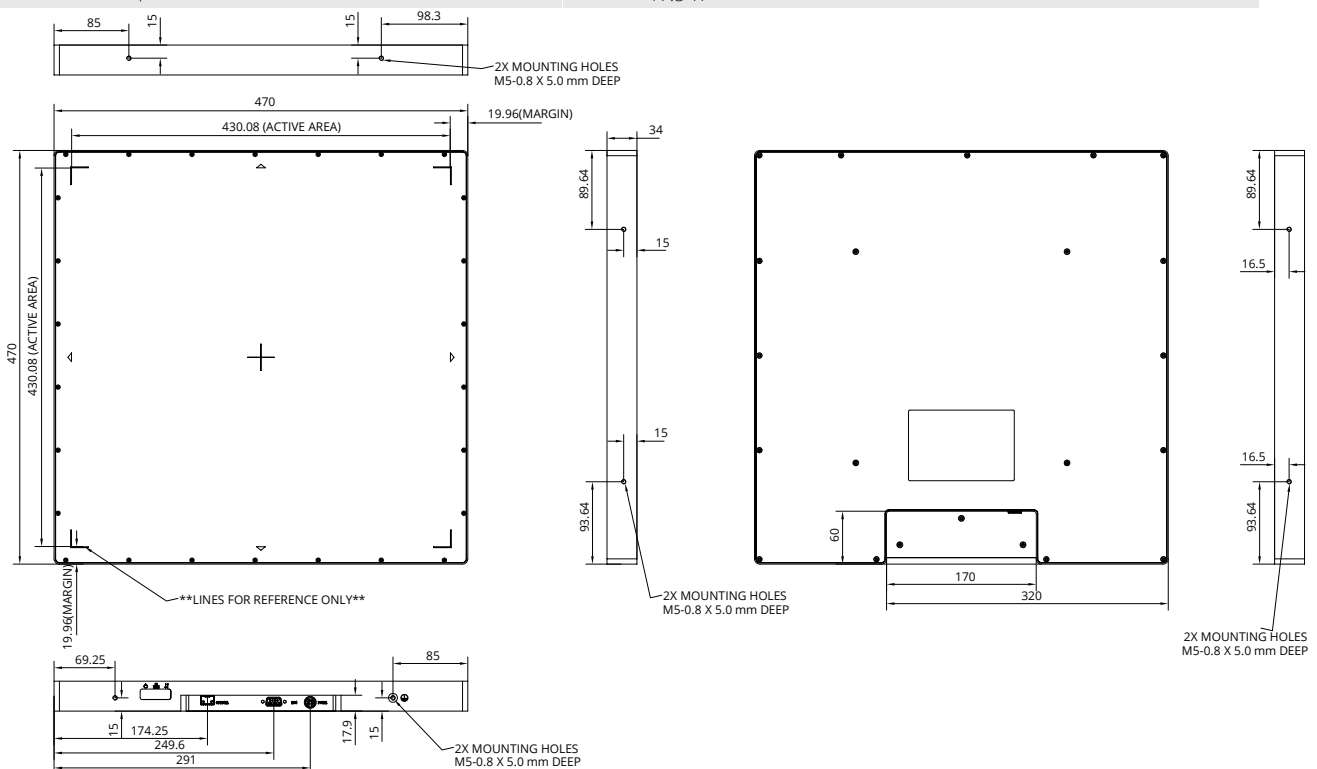 85
15
15
98.3
2X MOUNTING HOLES
M5-0.8 X 5.0 mm DEEP
470
19.96(MARGIN)
430.08 (ACTIVE AREA)
34
89.64
89.64
15
16.5
470
430.08 (ACTIVE AREA)
15
16.5
93.64
60
93.64
170
320
19.96(MARGIN)
**LINES FOR REFERENCE ONLY**
2X MOUNTING HOLES
M5-0.8 X 5.0 mm DEEP
2X MOUNTING HOLES
M5-0.8 X 5.0 mm DEEP
69.25
85
15
17.9
15
174.25
249.6
291
2X MOUNTING HOLES
M5-0.8 X 5.0 mm DEEP